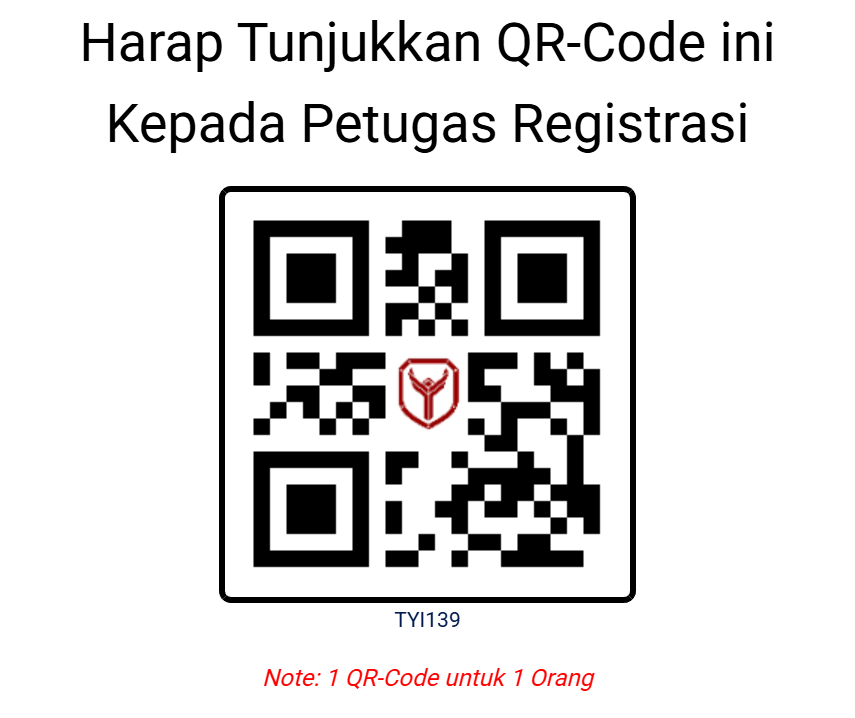 Harap Tunjukkan QR-Code ini
Kepada Petugas Registrasi
TYI139
Note: 1 QR-Code untuk 1 Orang